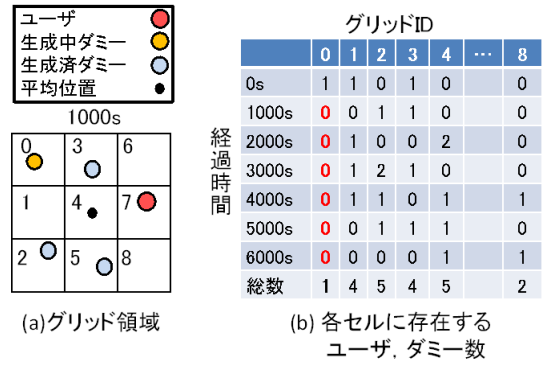 ユーザ
生成中ダミー
生成済ダミー
平均位置
1000s
0 3 6
1 4 7
2 5 8
(a)グリッド領域
グリッドID
経過時間
0 1 2 3 4 … 8
0s 1 1 0 1 0 0
1000s 0 0 1 1 0 0
2000s 0 1 0 0 2 0
3000s 0 1 2 1 0 0
4000s 0 1 1 0 1 1
5000s 0 0 1 1 1 0
6000s 0 0 0 0 1 1
総数 1 4 5 4 5 2
(b) 各セルに存在する
ユーザ，ダミー数